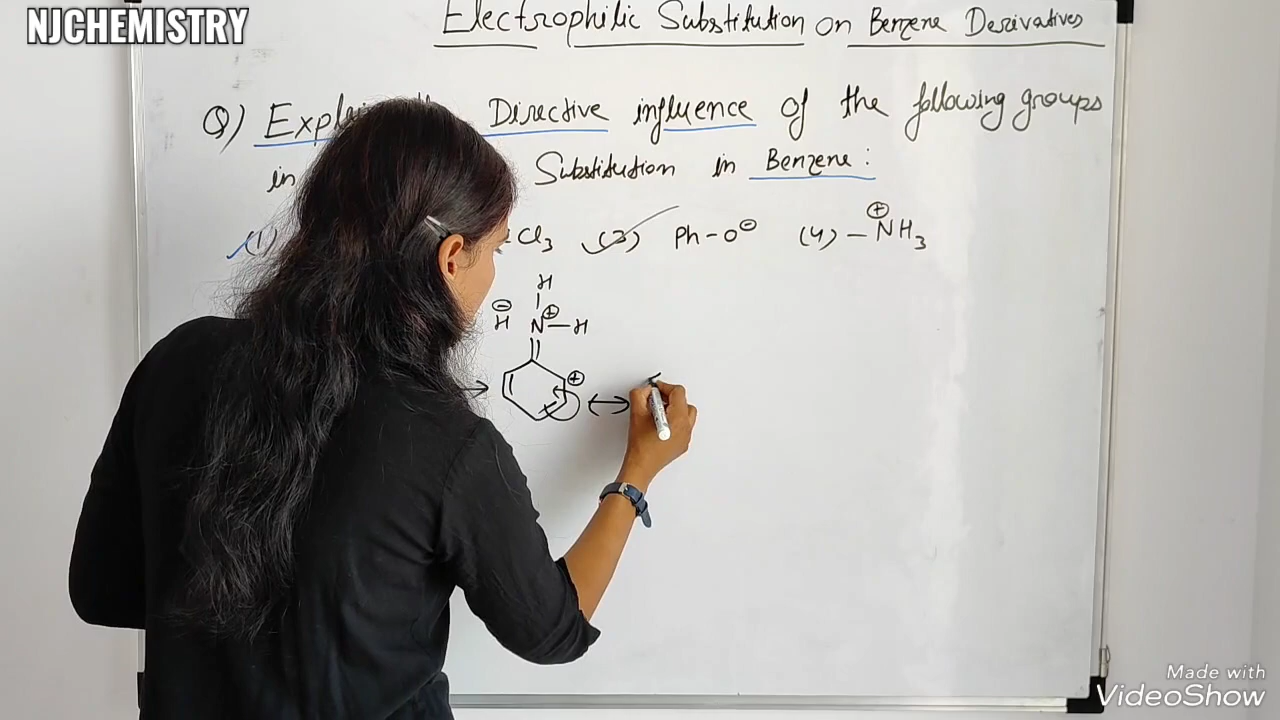 NJCHEMISTRY
Electrophilic Substitution on Benzene Derivatives
Q) Directive influence of the following groups
in Substitution in Benzene:
(1) Cl₃ (3) Ph-O⊖ (4) -N⊕H₃
H
⊖ ⊕
H N-H
⊕
Made with
VideoShow